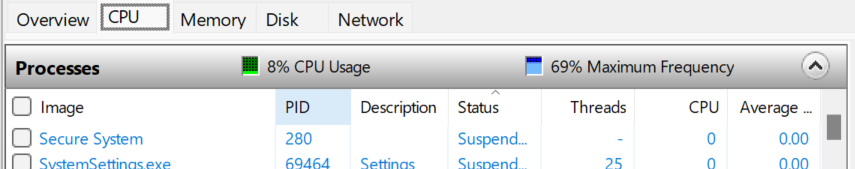 Overview CPU Memory Disk Network
Processes 8% CPU Usage 69% Maximum Frequency
Image PID Description Status Threads CPU Average ...
Secure System 280 Suspend... - 0 0.00
SystemSettings.exe 69464 Settings Suspend... 25 0 0.00